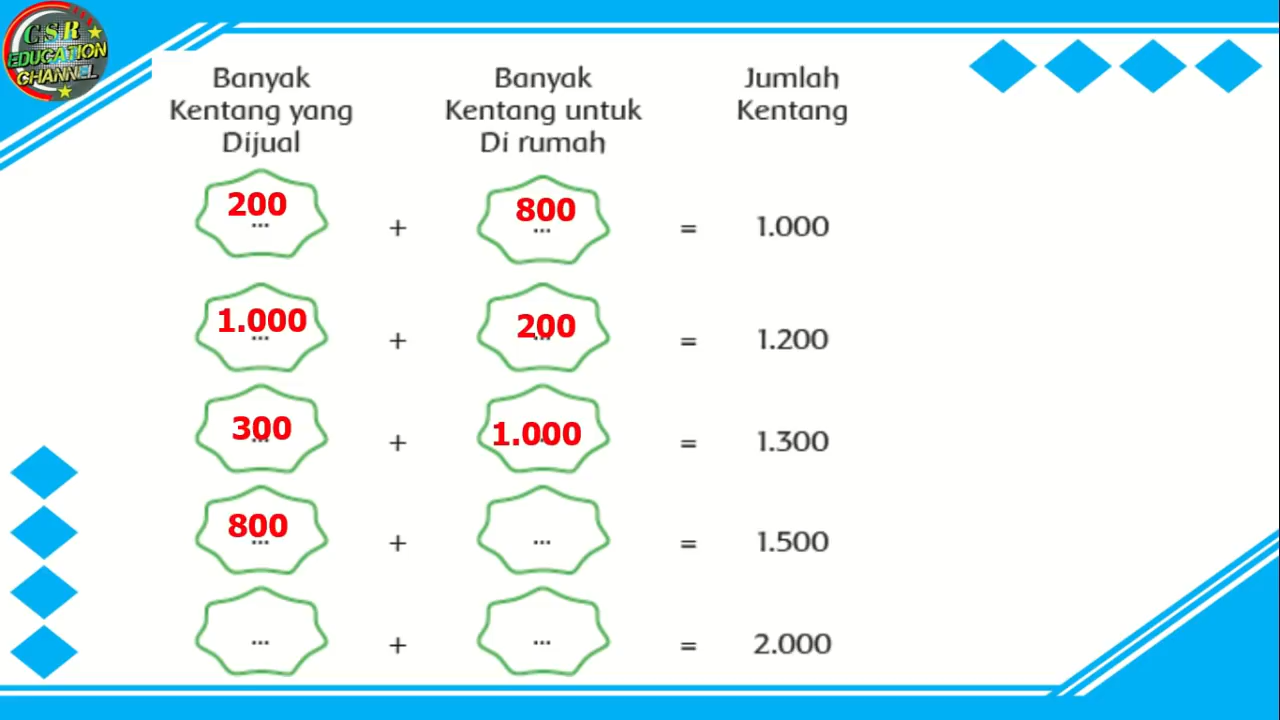 CSR
EDUCATION
CHANNEL
Banyak Kentang yang Dijual
Banyak Kentang untuk Di rumah
Jumlah Kentang
200 ... + 800 ... = 1.000
1.000 ... + 200 ... = 1.200
300 ... + 1.000 ... = 1.300
800 ... + ... = 1.500
... + ... = 2.000